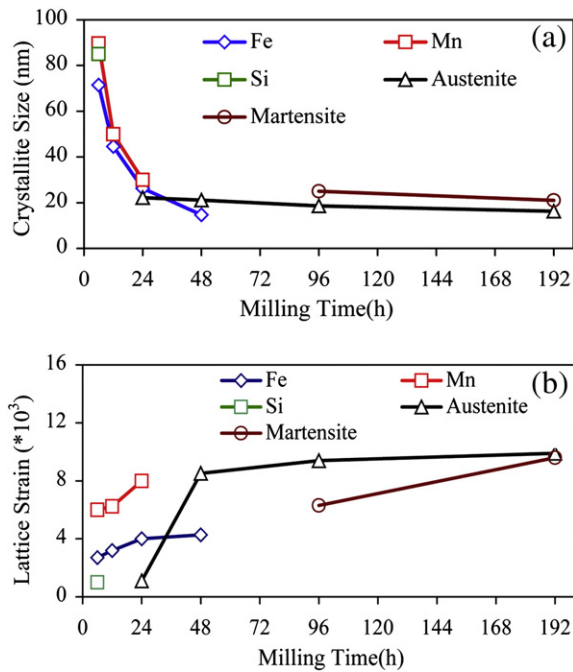 100
(a)
Fe
Mn
80
Si
Austenite
60
Martensite
40
20
0
0
24
48
72
96
120
144
168
192
Crystallite Size (nm)
Milling Time(h)
16
(b)
Fe
Mn
12
Si
Austenite
Martensite
8
4
0
0
24
48
72
96
120
144
168
192
Lattice Strain (*10³)
Milling Time(h)